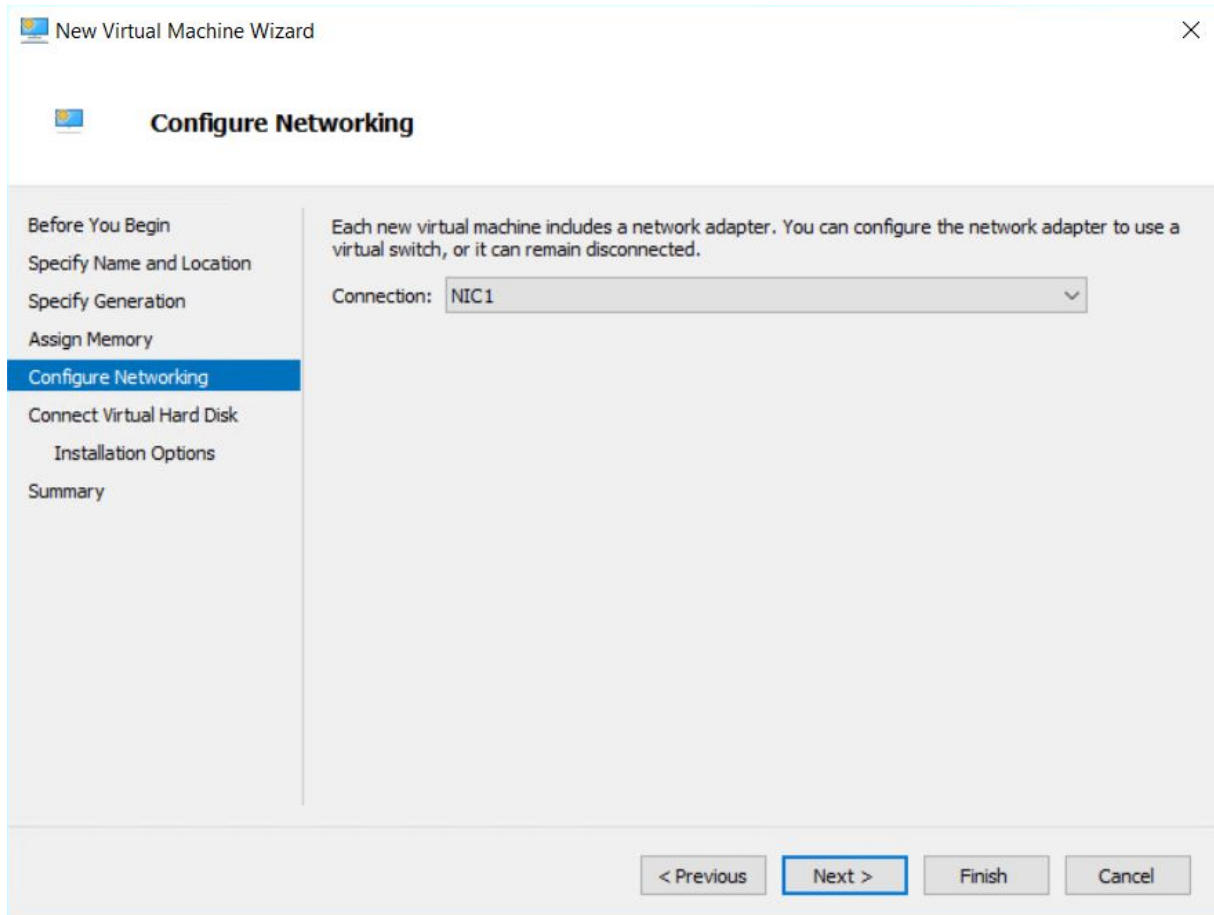 New Virtual Machine Wizard
Configure Networking
Before You Begin
Specify Name and Location
Specify Generation
Assign Memory
Configure Networking
Connect Virtual Hard Disk
Installation Options
Summary
Each new virtual machine includes a network adapter. You can configure the network adapter to use a
virtual switch, or it can remain disconnected.
Connection: NIC1
< Previous Next > Finish Cancel